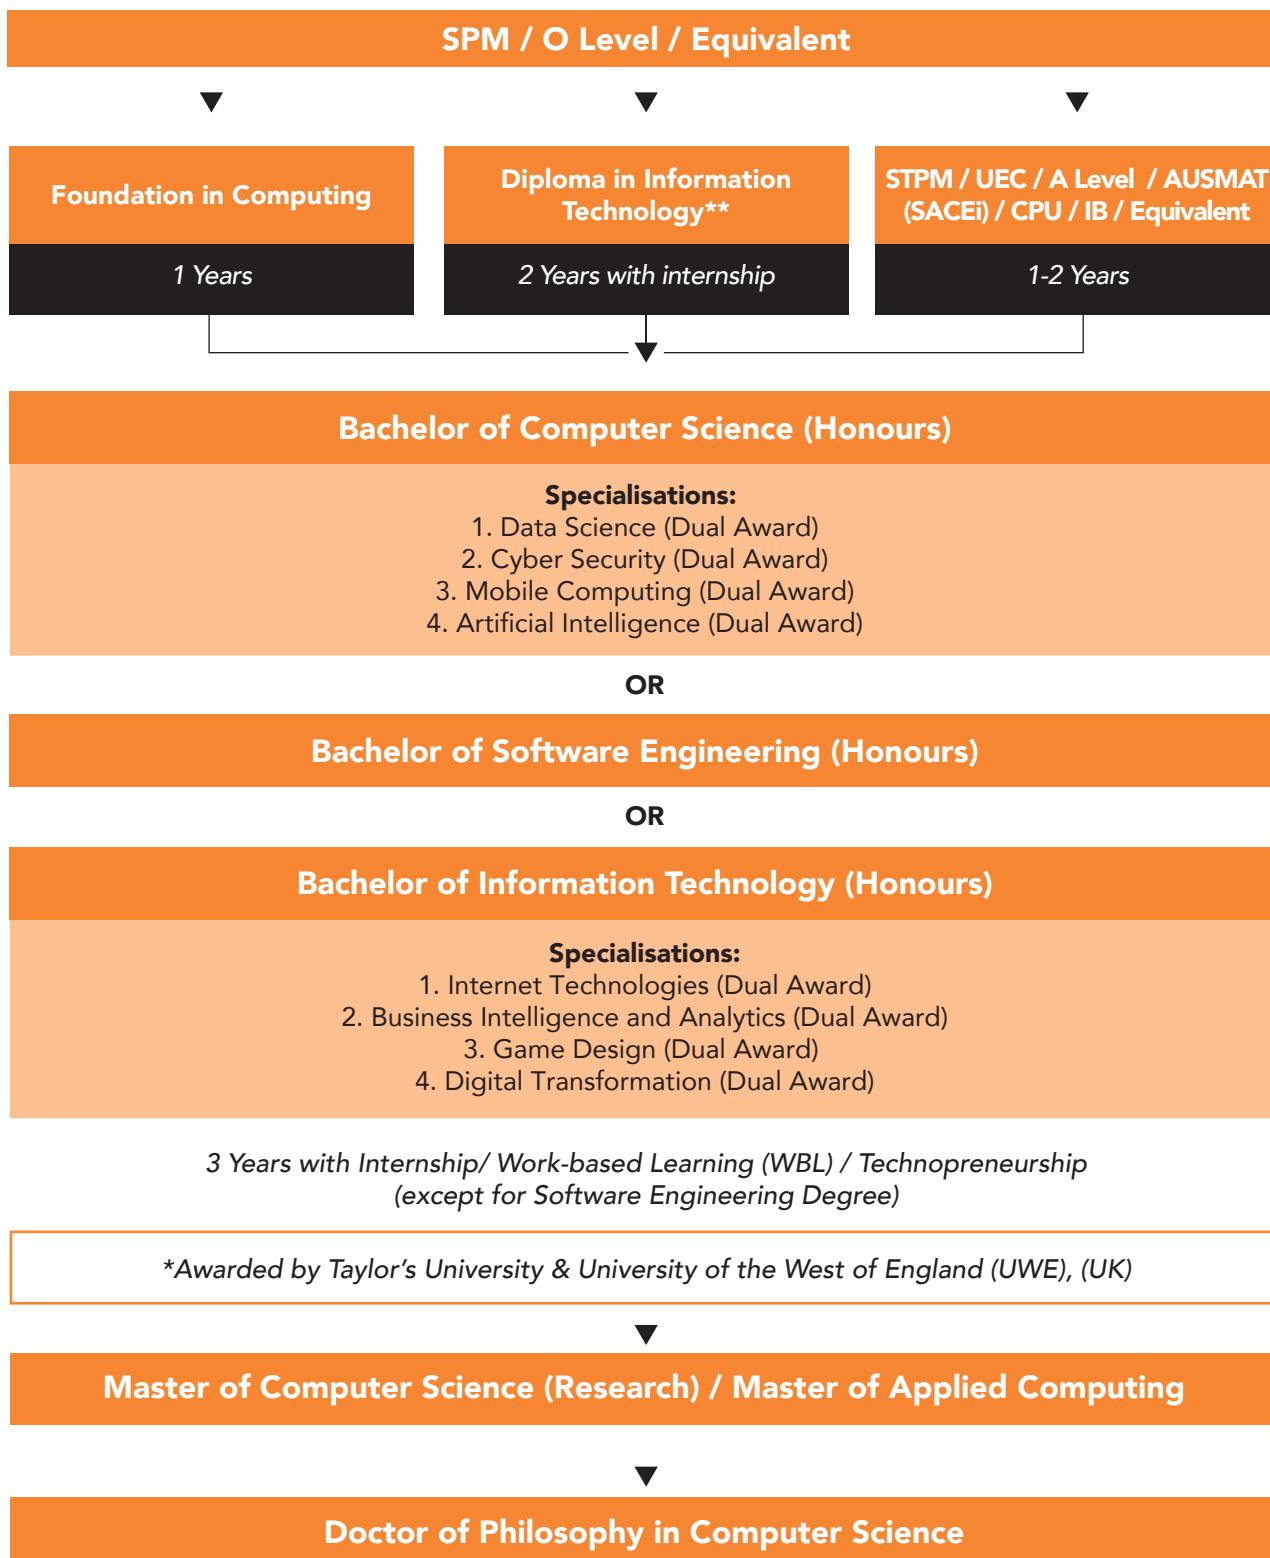 SPM / O Level / Equivalent
Foundation in Computing
1 Years
Diploma in Information
Technology**
2 Years with internship
STPM / UEC / A Level / AUSMAT
(SACEi) / CPU / IB / Equivalent
1-2 Years
Bachelor of Computer Science (Honours)
Specialisations:
1. Data Science (Dual Award)
2. Cyber Security (Dual Award)
3. Mobile Computing (Dual Award)
4. Artificial Intelligence (Dual Award)
OR
Bachelor of Software Engineering (Honours)
OR
Bachelor of Information Technology (Honours)
Specialisations:
1. Internet Technologies (Dual Award)
2. Business Intelligence and Analytics (Dual Award)
3. Game Design (Dual Award)
4. Digital Transformation (Dual Award)
3 Years with Internship/ Work-based Learning (WBL) / Technopreneurship
(except for Software Engineering Degree)
*Awarded by Taylor's University & University of the West of England (UWE), (UK)
Master of Computer Science (Research) / Master of Applied Computing
Doctor of Philosophy in Computer Science